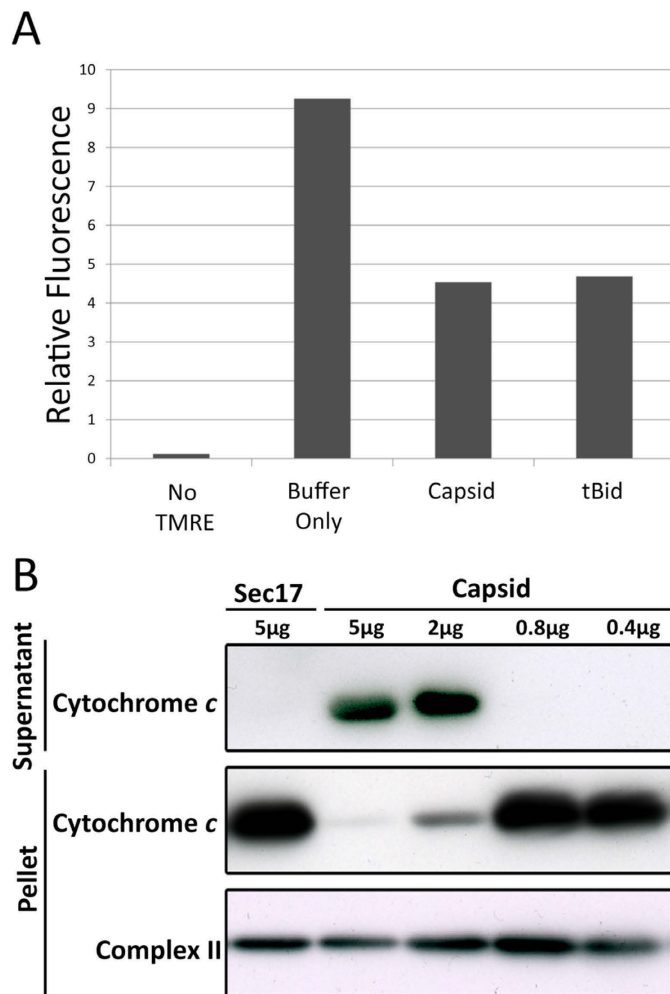 A
Relative Fluorescence
10
9
8
7
6
5
4
3
2
1
0
No
TMRE
Buffer
Only
Capsid
tBid
B
Sec17
Capsid
5µg
5µg
2µg
0.8µg
0.4µg
Supernatant
Cytochrome c
Pellet
Cytochrome c
Complex II